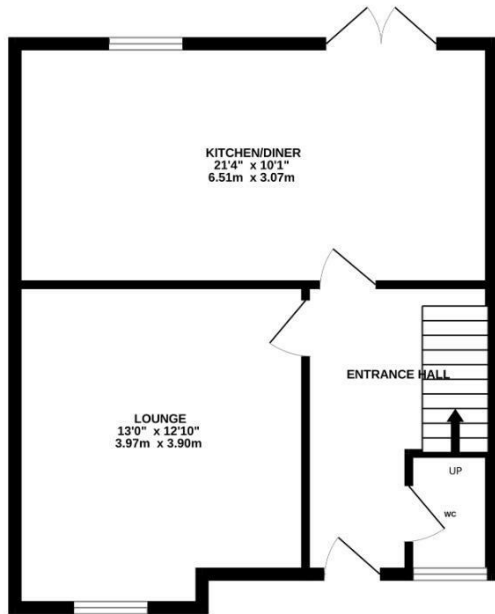 KITCHEN/DINER
21'4" x 10'1"
6.51m x 3.07m
ENTRANCE HALL
LOUNGE
13'0" x 12'10"
3.97m x 3.90m
UP
WC